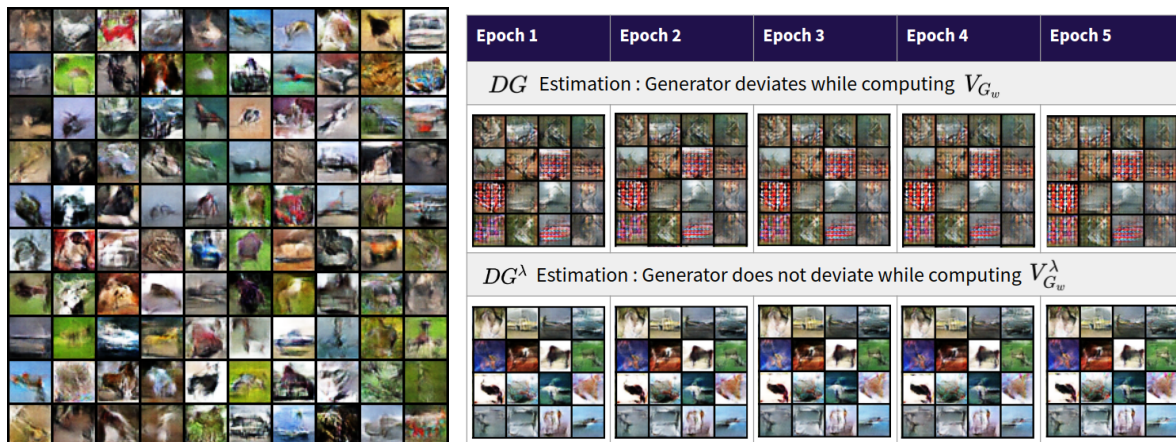 Epoch 1 Epoch 2 Epoch 3 Epoch 4 Epoch 5
DG Estimation : Generator deviates while computing V_{G_w}
DG^λ Estimation : Generator does not deviate while computing V^λ_{G_w}